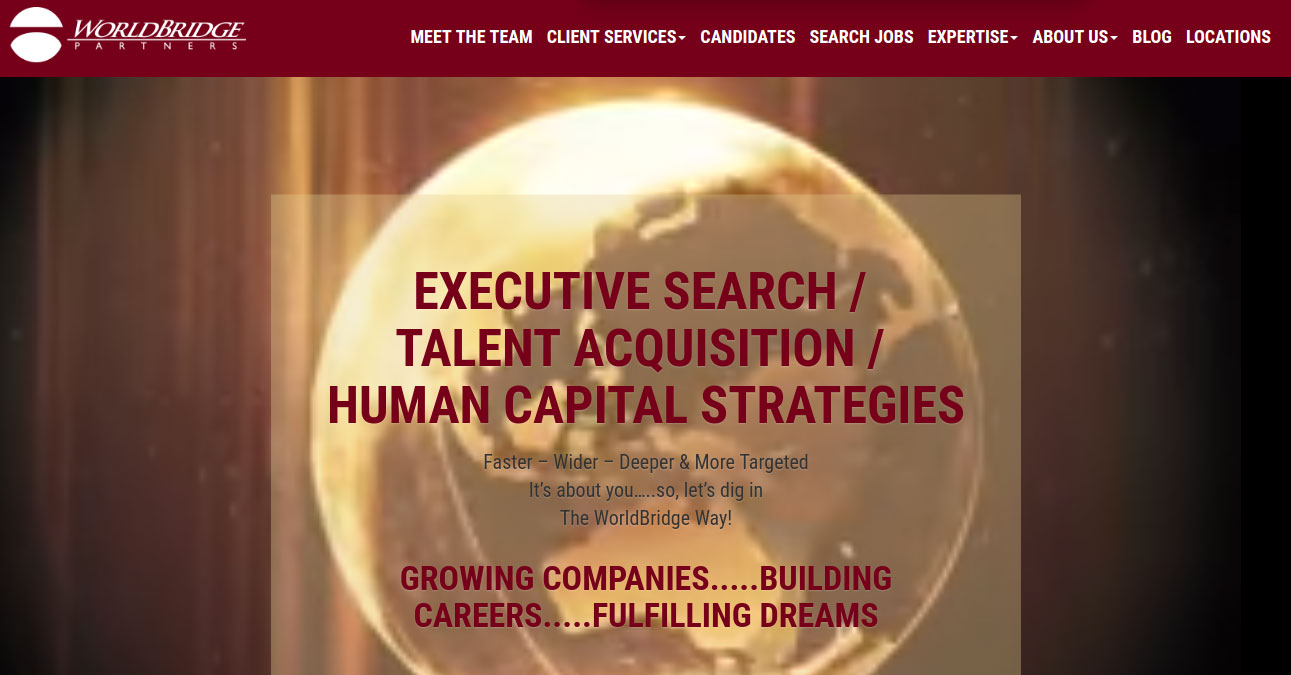 WORLDBRIDGE
PARTNERS
MEET THE TEAM CLIENT SERVICES CANDIDATES SEARCH JOBS EXPERTISE ABOUT US BLOG LOCATIONS
EXECUTIVE SEARCH /
TALENT ACQUISITION /
HUMAN CAPITAL STRATEGIES
Faster – Wider – Deeper & More Targeted
It’s about you…..so, let’s dig in
The WorldBridge Way!
GROWING COMPANIES.....BUILDING
CAREERS.....FULFILLING DREAMS